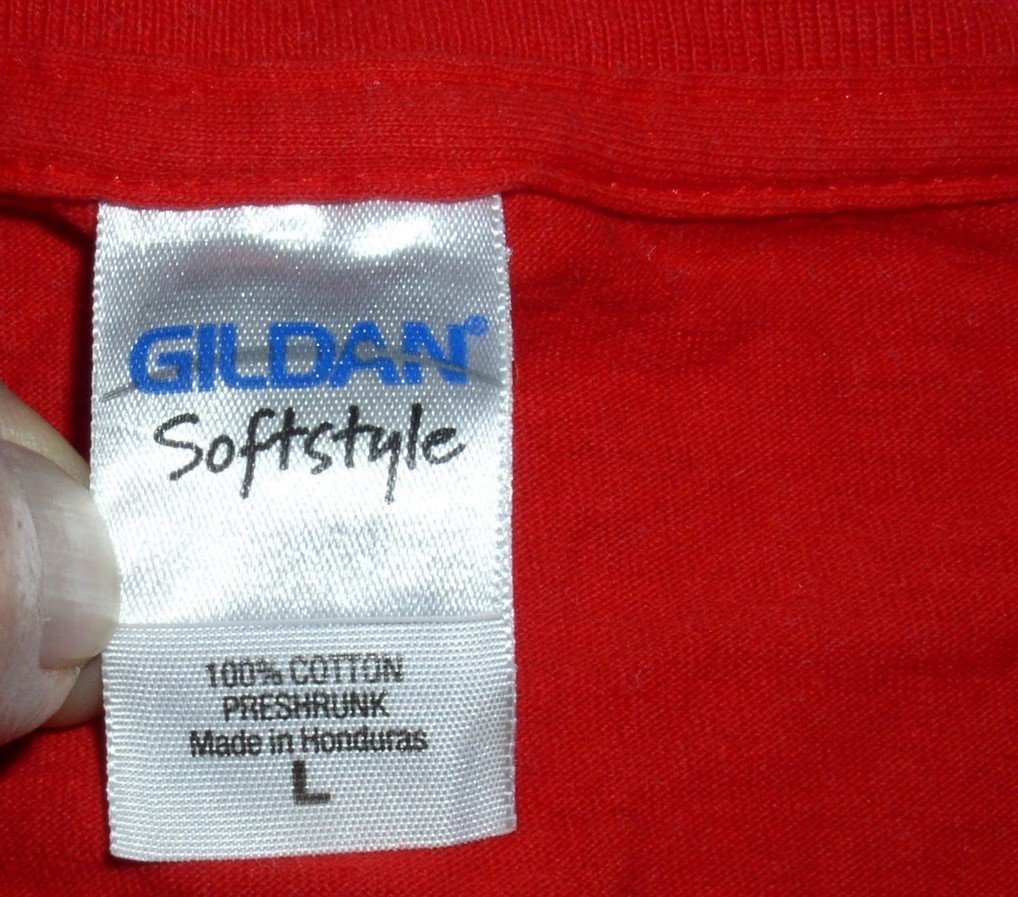 GILDAN®
Softstyle
100% COTTON
PRESHRUNK
Made in Honduras
L